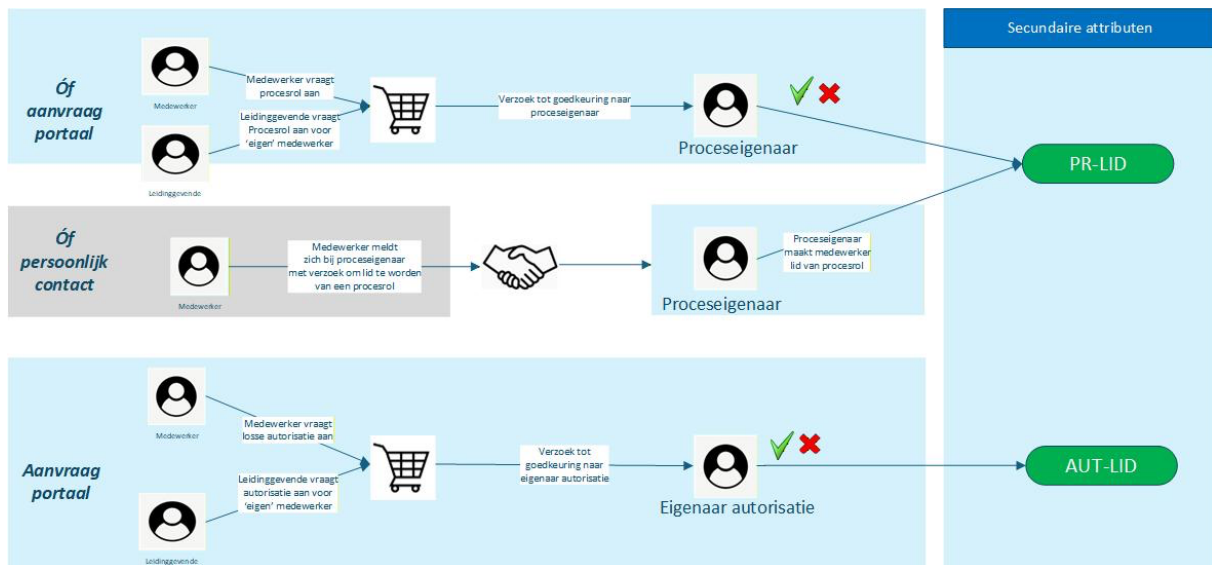 Secundaire attributen
Óf
aanvraag
portaal
Medewerker
Medewerker vraagt
procesrol aan
Leidinggevende vraagt
Procesrol aan voor
'eigen' medewerker
Leidinggevende
Verzoek tot goedkeuring naar
proceseigenaar
Proceseigenaar
PR-LID
Óf
persoonlijk
contact
Medewerker
Medewerker meldt
zich bij proceseigenaar
met verzoek om lid te worden
van een procesrol
Proceseigenaar
maakt medewerker
lid van procesrol
Proceseigenaar
Aanvraag
portaal
Medewerker
Medewerker vraagt
losse autorisatie aan
Leidinggevende vraagt
autorisatie aan voor
'eigen' medewerker
Leidinggevende
Verzoek tot
goedkeuring naar
eigenaar autorisatie
Eigenaar autorisatie
AUT-LID